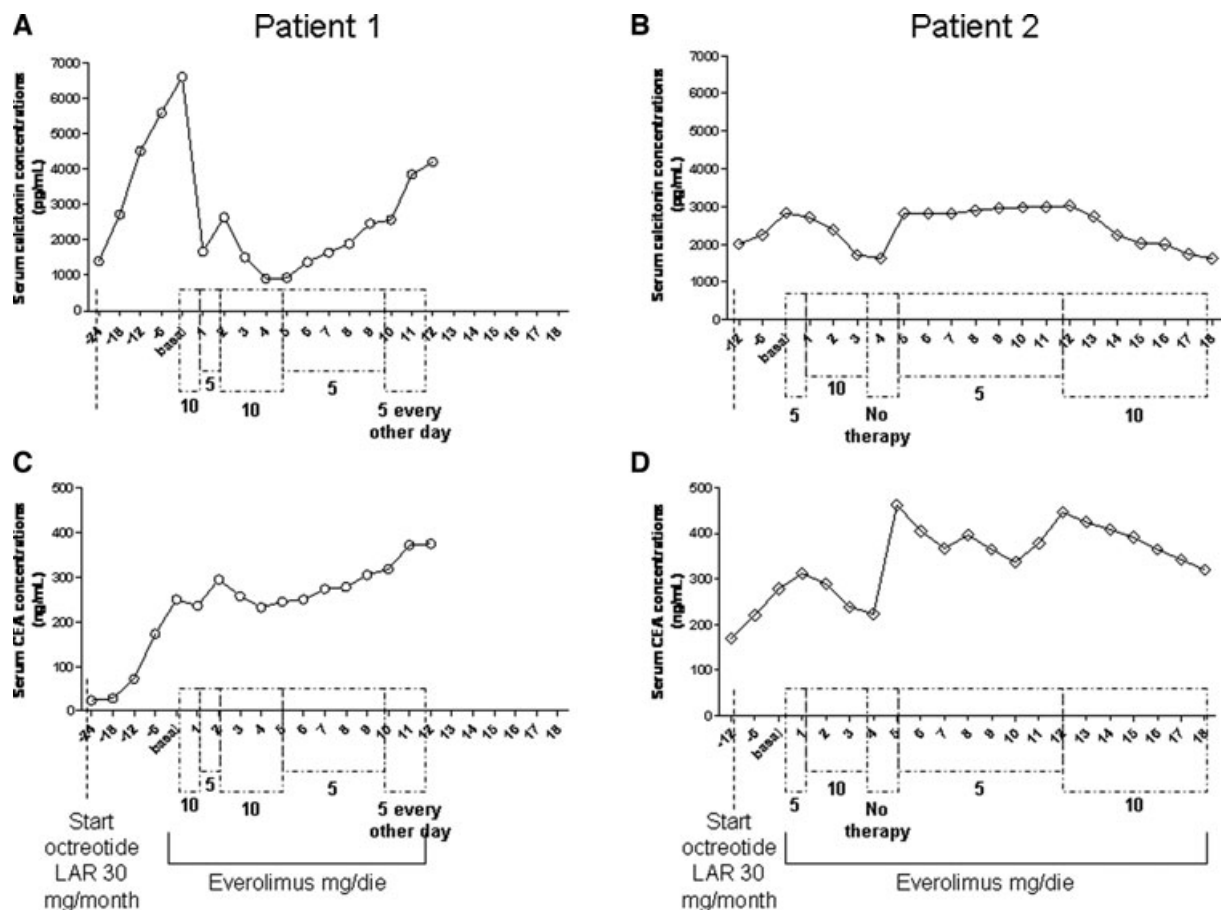 A
Patient 1
Serum calcitonin concentrations
(pg/mL)
7000
6000
5000
4000
3000
2000
1000
0
-24 -18 -12 -6 basal 1 2 3 4 5 6 7 8 9 10 11 12 13 14 15 16 17 18
5 5
10 10 5 every
other day
B
Patient 2
Serum calcitonin concentrations
(pg/mL)
7000
6000
5000
4000
3000
2000
1000
0
-12 -6 basal 1 2 3 4 5 6 7 8 9 10 11 12 13 14 15 16 17 18
10 5 10
5 No
therapy
C
Serum CEA concentrations
(ng/mL)
500
400
300
200
100
0
-24 -18 -12 -6 basal 1 2 3 4 5 6 7 8 9 10 11 12 13 14 15 16 17 18
5 5
10 10 5 every
other day
Start
octreotide
LAR 30
mg/month
Everolimus mg/die
D
Serum CEA concentrations
(ng/mL)
500
400
300
200
100
0
-12 -6 basal 1 2 3 4 5 6 7 8 9 10 11 12 13 14 15 16 17 18
10 5 10
5 No
therapy
Start
octreotide
LAR 30
mg/month
Everolimus mg/die